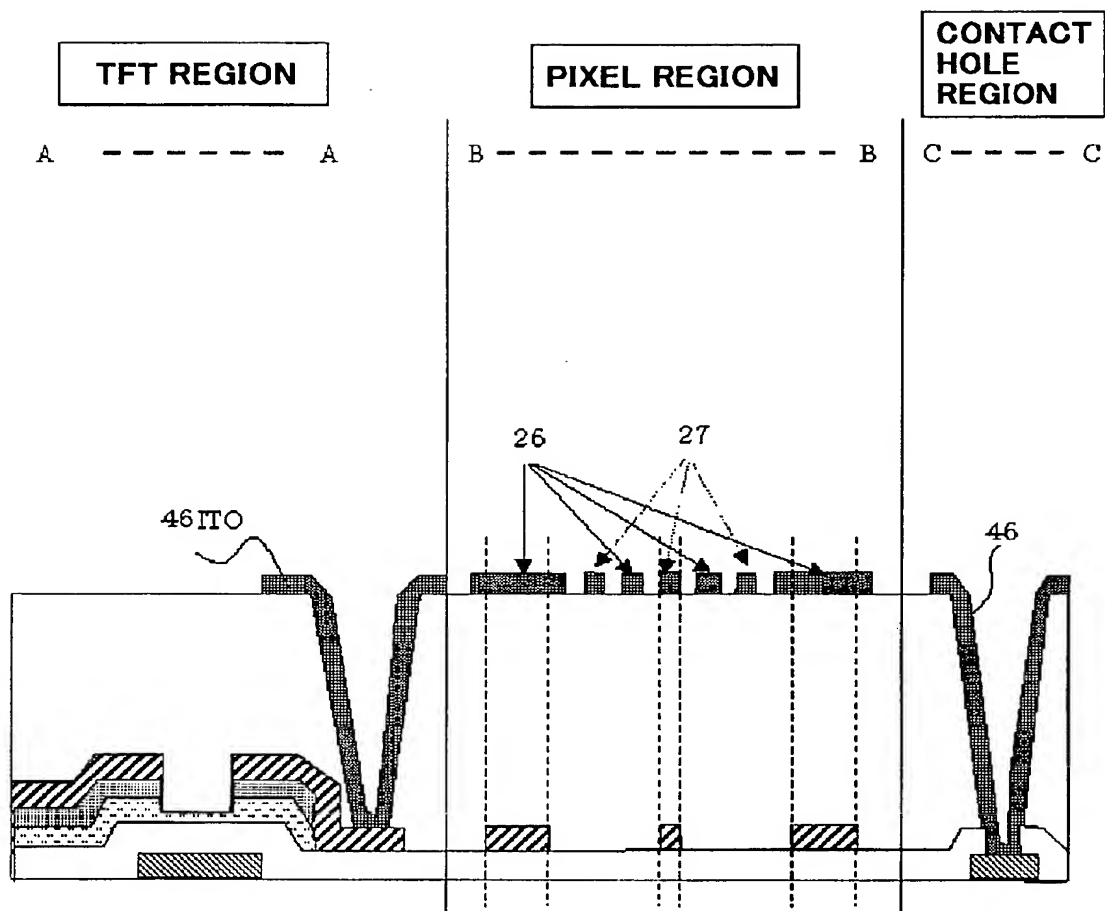 TFT REGION
PIXEL REGION
CONTACT
HOLE
REGION
A A
B B
C C
26
27
46ITO
46